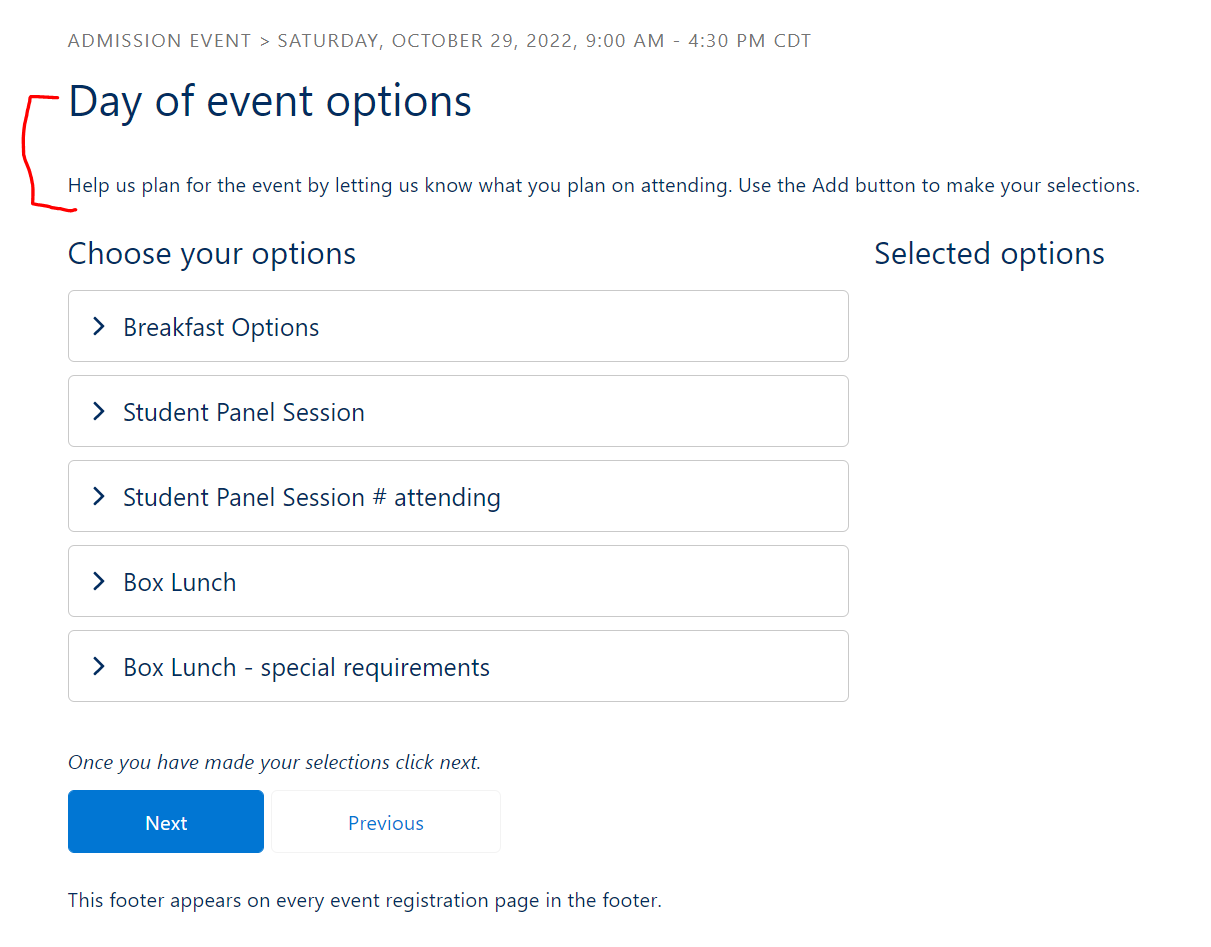 ADMISSION EVENT > SATURDAY, OCTOBER 29, 2022, 9:00 AM - 4:30 PM CDT
Day of event options
Help us plan for the event by letting us know what you plan on attending. Use the Add button to make your selections.
Choose your options
Selected options
Breakfast Options
Student Panel Session
Student Panel Session # attending
Box Lunch
Box Lunch - special requirements
Once you have made your selections click next.
Next
Previous
This footer appears on every event registration page in the footer.